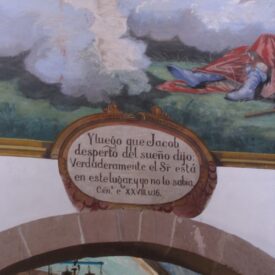 Y luego que Jacob
despertó del sueño dijo:
Verdaderamente el Sr está
en este lugar, y yo no lo sabia
Gen.s c XXVIII v.16.